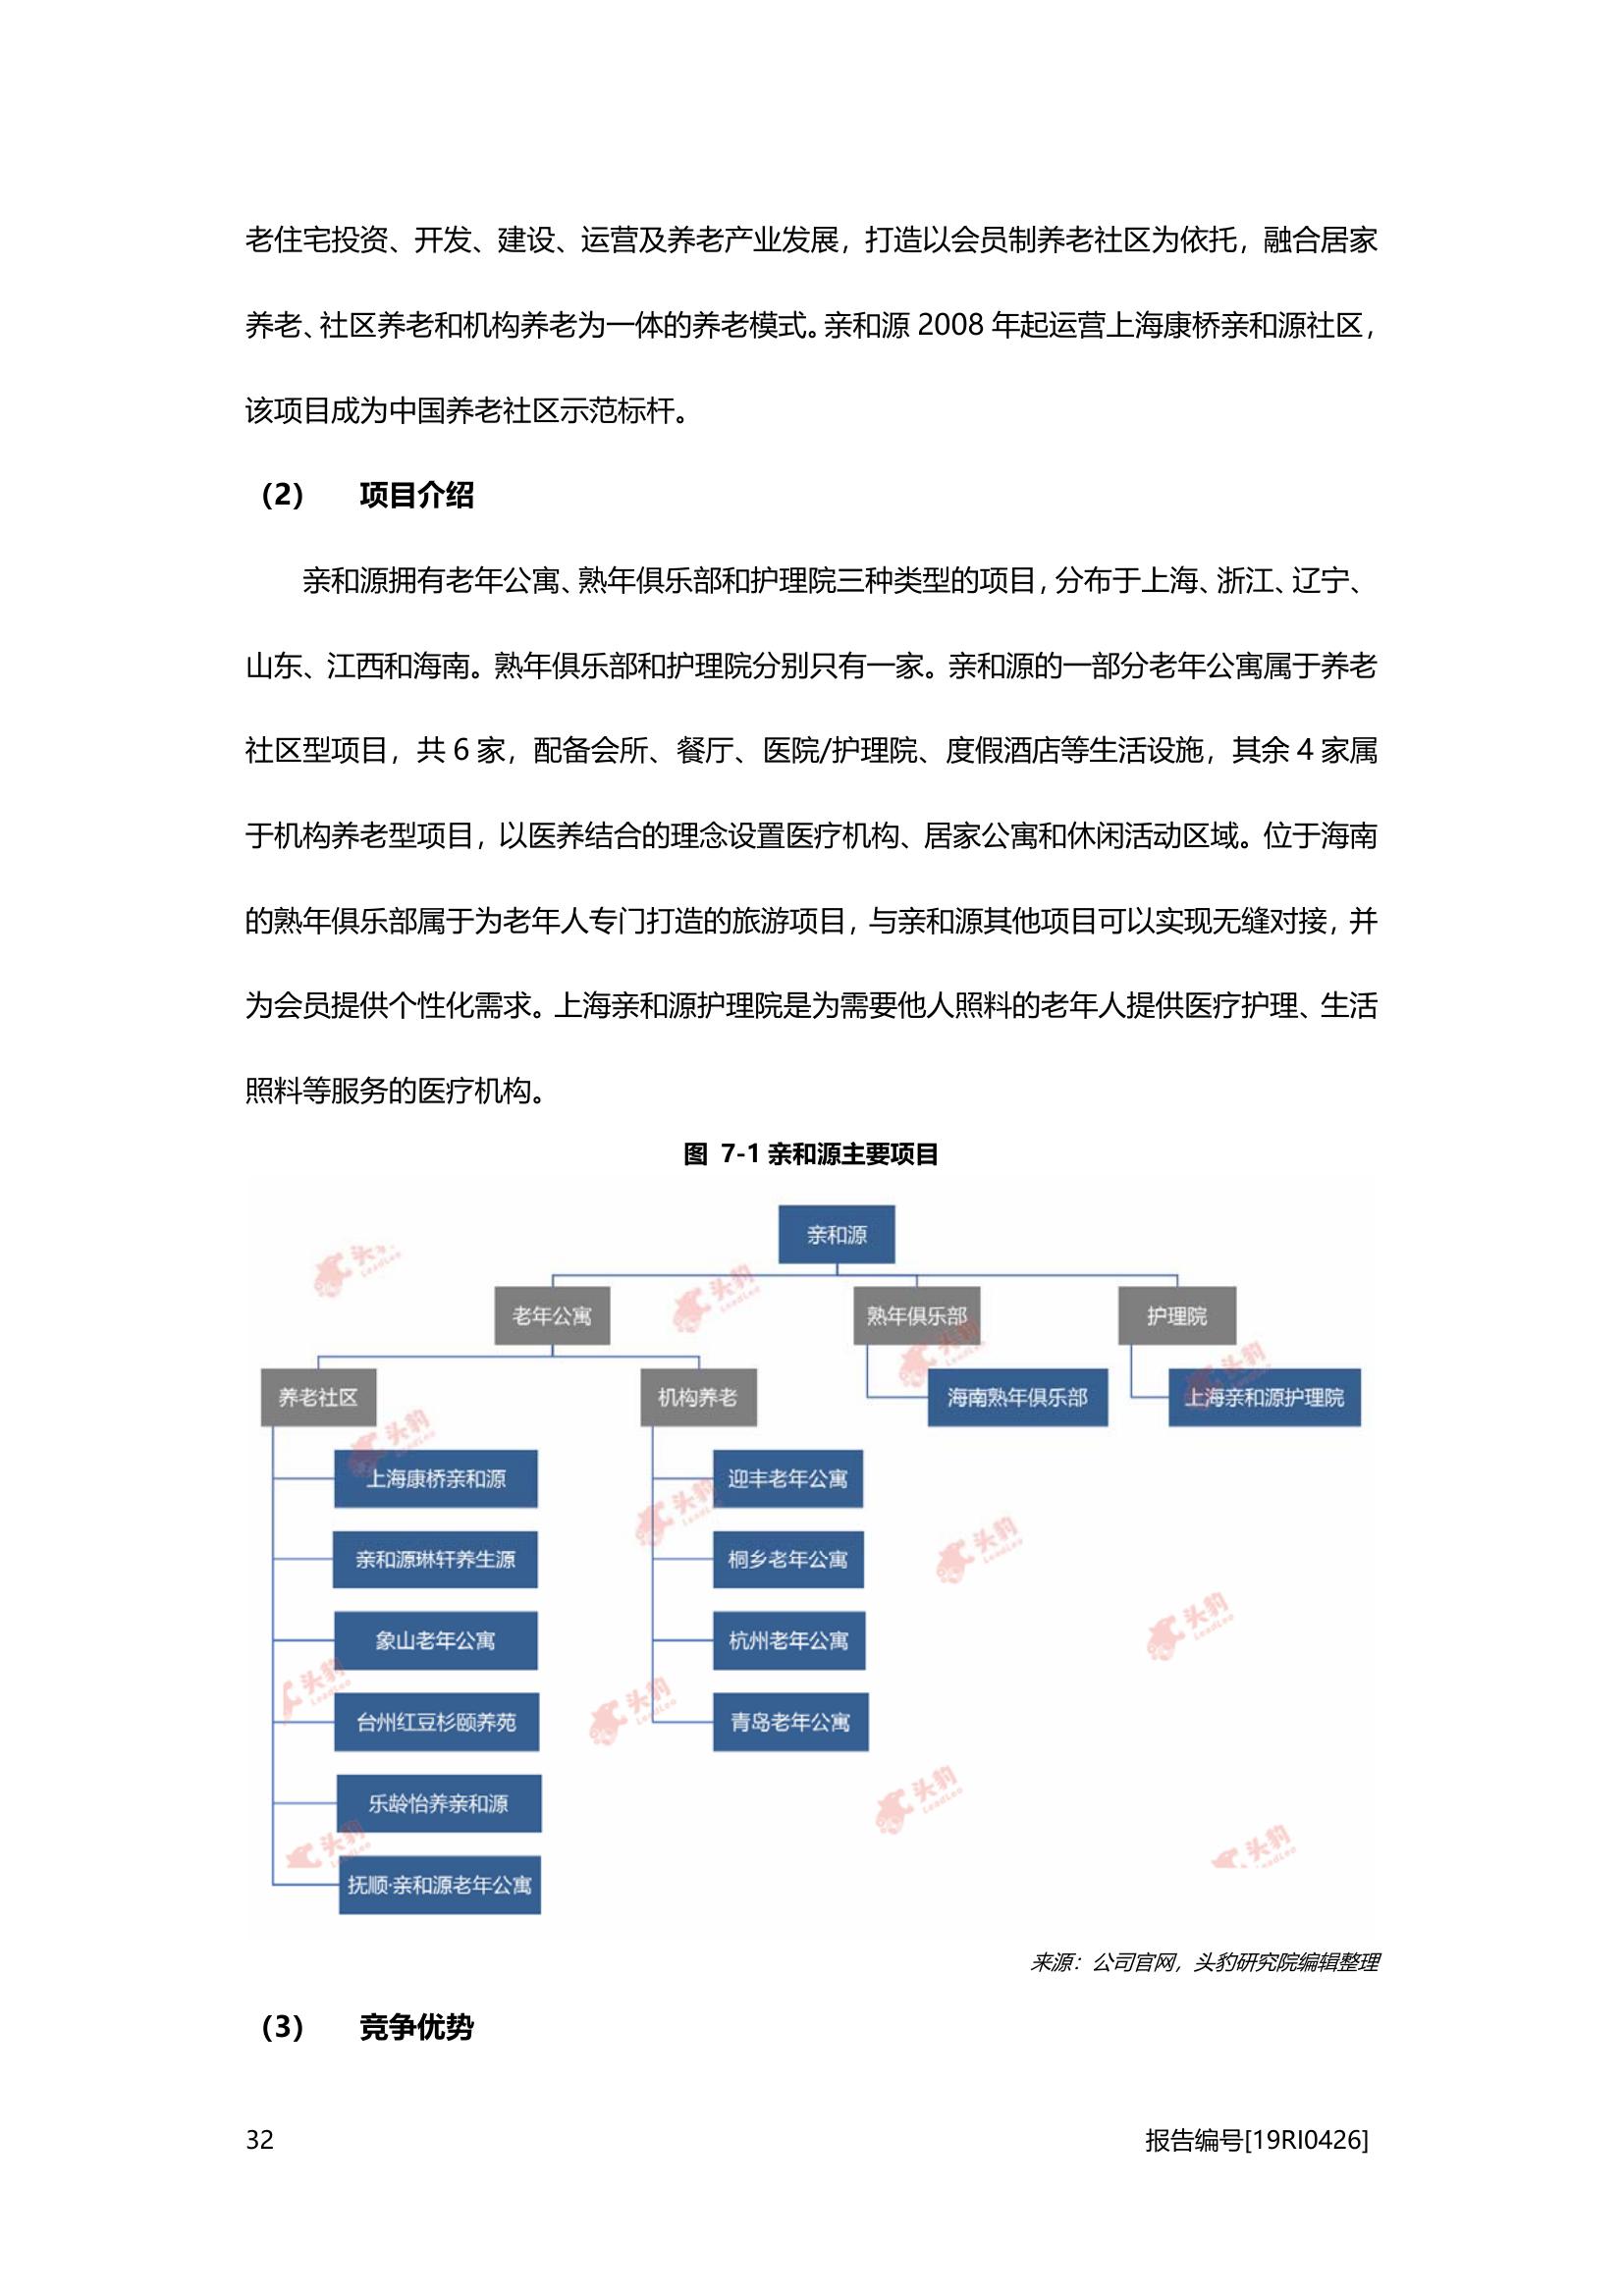 老住宅投资、开发、建设、运营及养老产业发展，打造以会员制养老社区为依托，融合居家
养老、社区养老和机构养老为一体的养老模式。亲和源 2008 年起运营上海康桥亲和源社区，
该项目成为中国养老社区示范标杆。
（2） 项目介绍
亲和源拥有老年公寓、熟年俱乐部和护理院三种类型的项目，分布于上海、浙江、辽宁、
山东、江西和海南。熟年俱乐部和护理院分别只有一家。亲和源的一部分老年公寓属于养老
社区型项目，共 6 家，配备会所、餐厅、医院/护理院、度假酒店等生活设施，其余 4 家属
于机构养老型项目，以医养结合的理念设置医疗机构、居家公寓和休闲活动区域。位于海南
的熟年俱乐部属于为老年人专门打造的旅游项目，与亲和源其他项目可以实现无缝对接，并
为会员提供个性化需求。上海亲和源护理院是为需要他人照料的老年人提供医疗护理、生活
照料等服务的医疗机构。
图 7-1 亲和源主要项目
亲和源
老年公寓
熟年俱乐部
护理院
养老社区
机构养老
海南熟年俱乐部
上海亲和源护理院
上海康桥亲和源
迎丰老年公寓
亲和源琳轩养生源
桐乡老年公寓
象山老年公寓
杭州老年公寓
台州红豆杉颐养苑
青岛老年公寓
乐龄怡养亲和源
抚顺·亲和源老年公寓
头豹
LeadLeo
来源：公司官网，头豹研究院编辑整理
（3） 竞争优势
32
报告编号[19RI0426]